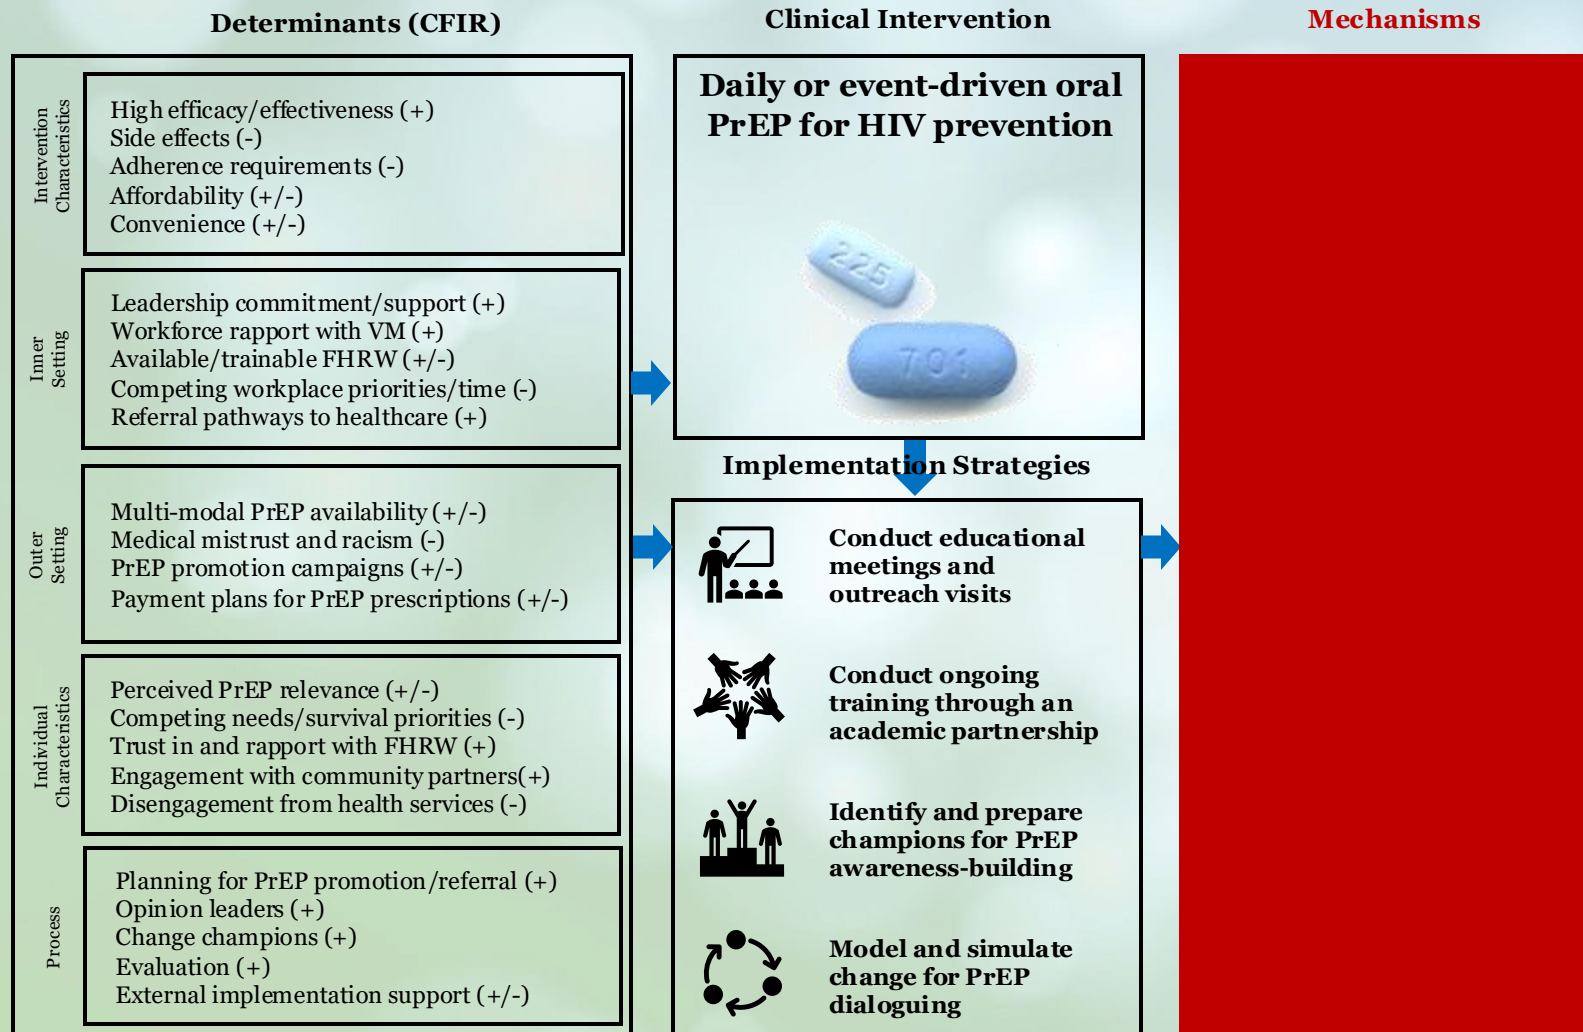 Determinants (CFIR)
Clinical Intervention
Mechanisms
Intervention
Characteristics
High efficacy/effectiveness (+)
Side effects (-)
Adherence requirements (-)
Affordability (+/-)
Convenience (+/-)
Inner
Setting
Leadership commitment/support (+)
Workforce rapport with VM (+)
Available/trainable FHRW (+/-)
Competing workplace priorities/time (-)
Referral pathways to healthcare (+)
Outer
Setting
Multi-modal PrEP availability (+/-)
Medical mistrust and racism (-)
PrEP promotion campaigns (+/-)
Payment plans for PrEP prescriptions (+/-)
Individual
Characteristics
Perceived PrEP relevance (+/-)
Competing needs/survival priorities (-)
Trust in and rapport with FHRW (+)
Engagement with community partners(+)
Disengagement from health services (-)
Process
Planning for PrEP promotion/referral (+)
Opinion leaders (+)
Change champions (+)
Evaluation (+)
External implementation support (+/-)
Daily or event-driven oral
PrEP for HIV prevention
225
701
Implementation Strategies
Conduct educational
meetings and
outreach visits
Conduct ongoing
training through an
academic partnership
Identify and prepare
champions for PrEP
awareness-building
Model and simulate
change for PrEP
dialoguing